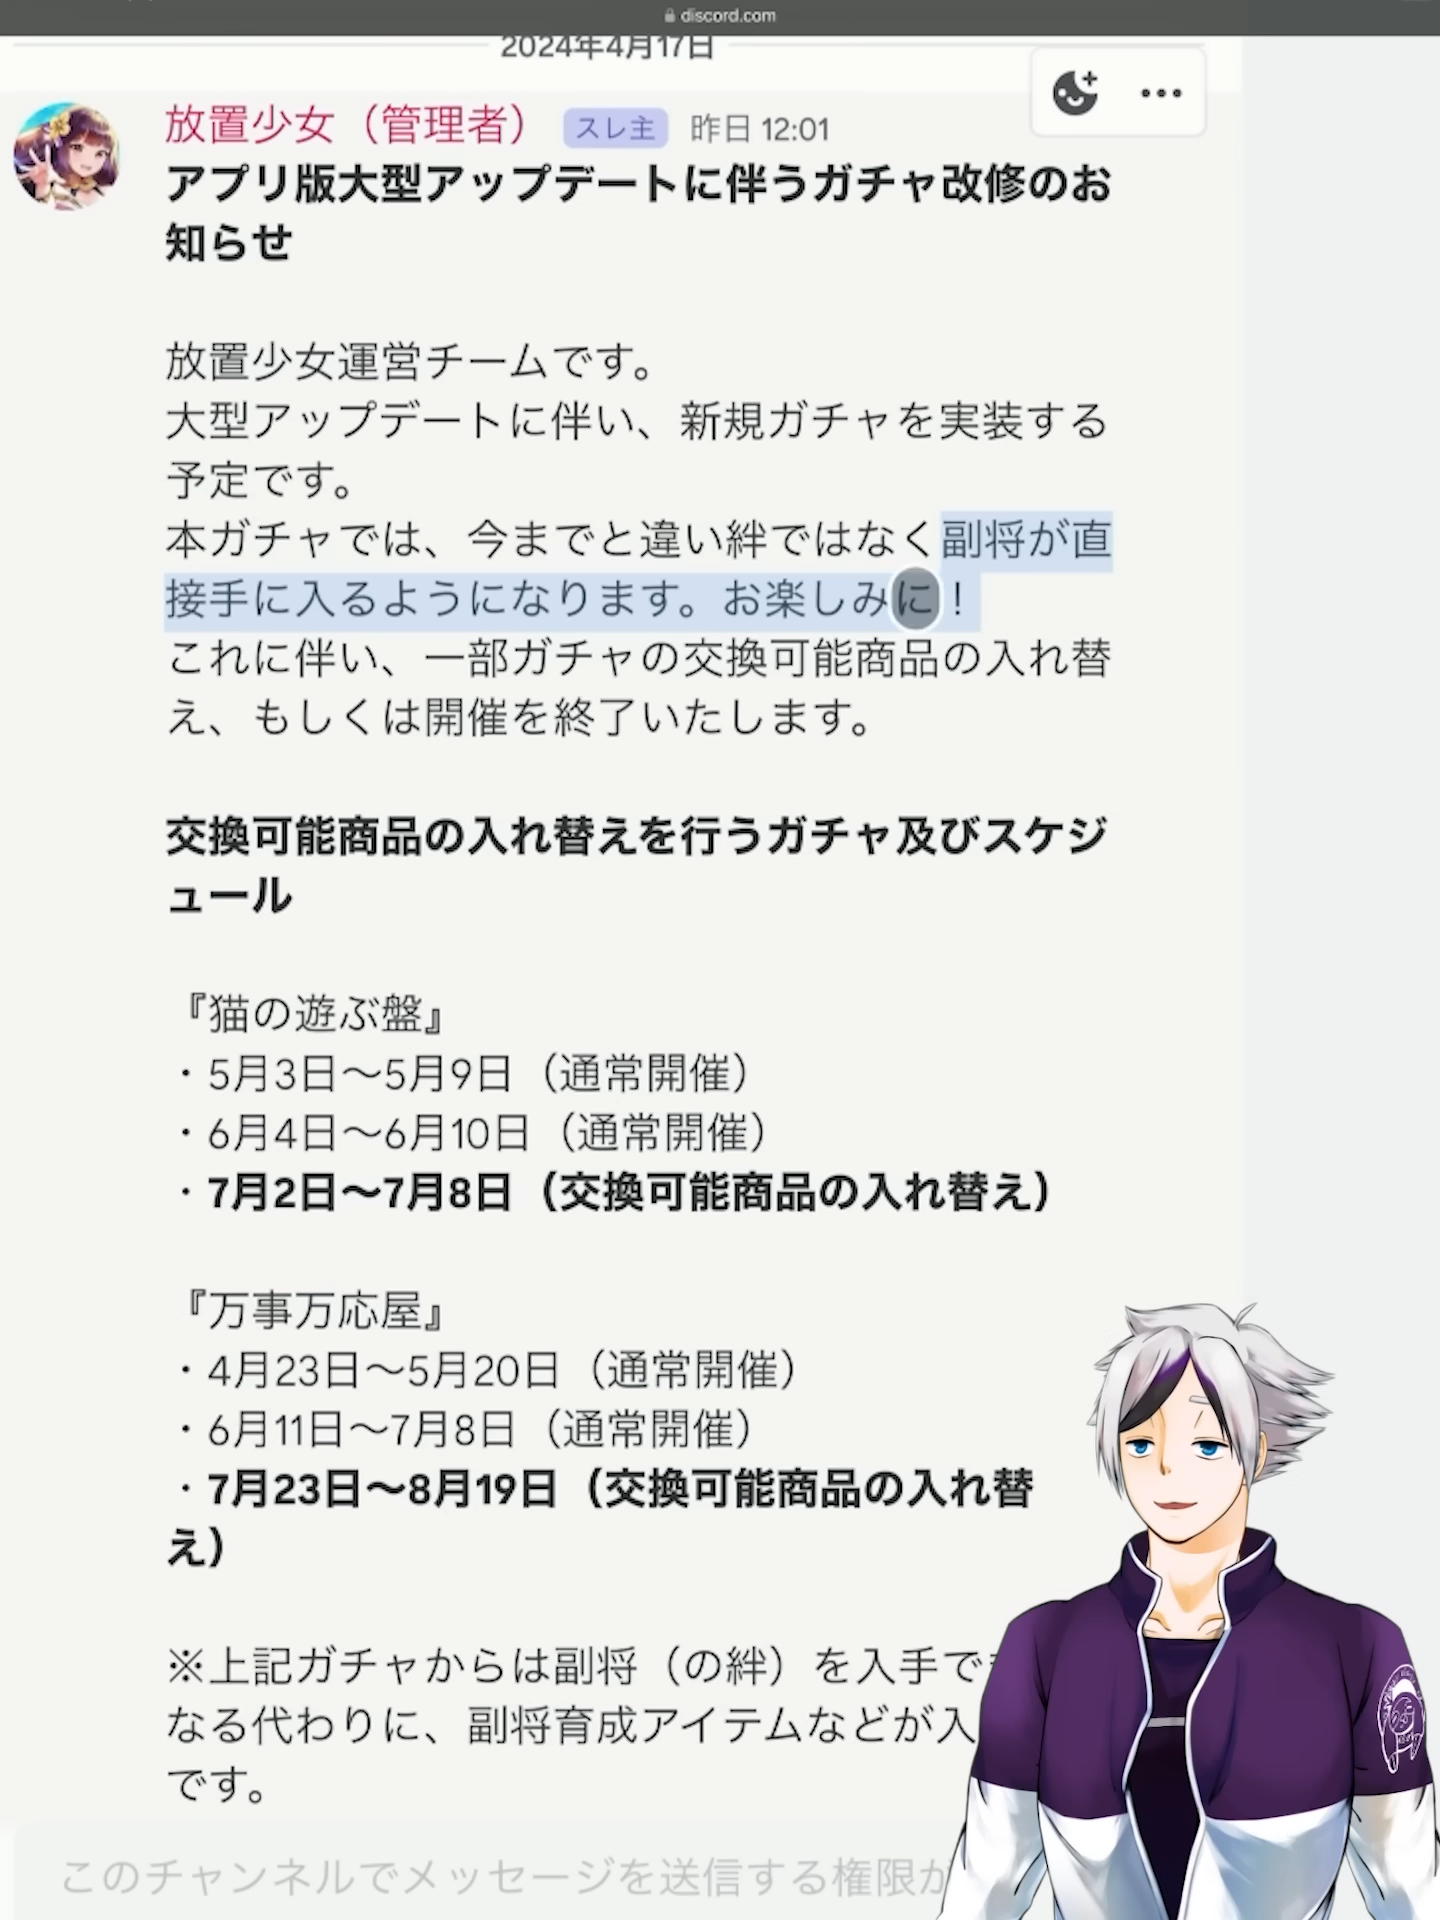 discord.com
2024年4月17日
放置少女（管理者） スレ主 昨日 12:01
アプリ版大型アップデートに伴うガチャ改修のお
知らせ
放置少女運営チームです。
大型アップデートに伴い、新規ガチャを実装する
予定です。
本ガチャでは、今までと違い絆ではなく副将が直
接手に入るようになります。お楽しみに！
これに伴い、一部ガチャの交換可能商品の入れ替
え、もしくは開催を終了いたします。
交換可能商品の入れ替えを行うガチャ及びスケジ
ュール
『猫の遊ぶ盤』
・5月3日〜5月9日（通常開催）
・6月4日〜6月10日（通常開催）
・7月2日〜7月8日（交換可能商品の入れ替え）
『万事万応屋』
・4月23日〜5月20日（通常開催）
・6月11日〜7月8日（通常開催）
・7月23日〜8月19日（交換可能商品の入れ替
え）
※上記ガチャからは副将（の絆）を入手で
なる代わりに、副将育成アイテムなどが入
です。
このチャンネルでメッセージを送信する権限が